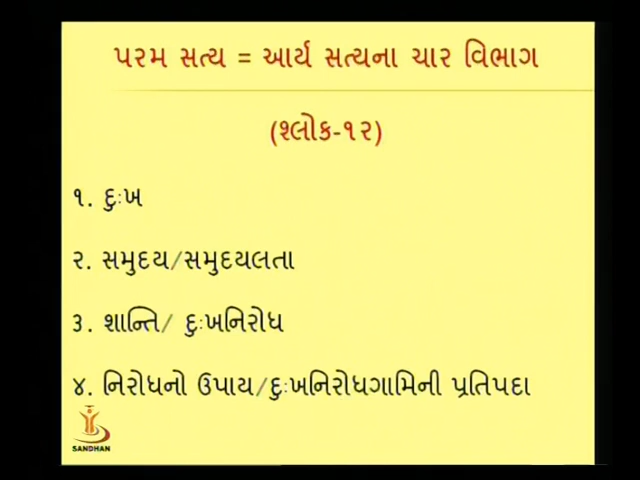 પરમ સત્ય = આર્ય સત્યના ચાર વિભાગ
(શ્લોક-૧૨)
૧. દુઃખ
૨. સમુદય/સમુદયલતા
૩. શાન્તિ/ દુઃખનિરોધ
૪. નિરોધનો ઉપાય/દુઃખનિરોધગામિની પ્રતિપદા
SANDHAN